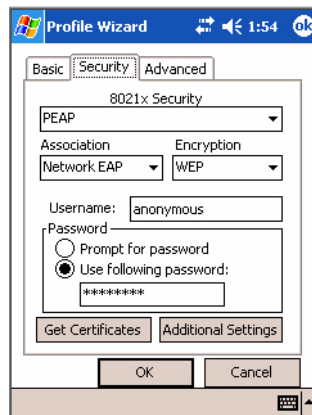 Profile Wizard 1:54 ok
Basic Security Advanced
8021x Security
PEAP
Association Encryption
Network EAP WEP
Username: anonymous
Password
Prompt for password
Use following password:
********
Get Certificates Additional Settings
OK Cancel